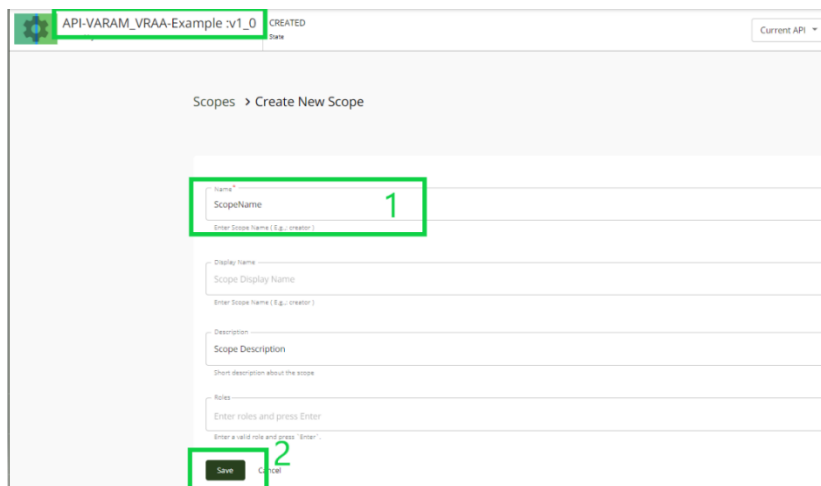 API-VARAM_VRAA-Example :v1_0
CREATED
State
Current API
Scopes > Create New Scope
Name*
ScopeName
1
Enter Scope Name ( E.g.; creator )
Display Name
Scope Display Name
Enter Scope Name ( E.g.; creator )
Description
Scope Description
Short description about the scope
Roles
Enter roles and press Enter
Enter a valid role and press `Enter`.
2
Save Cancel